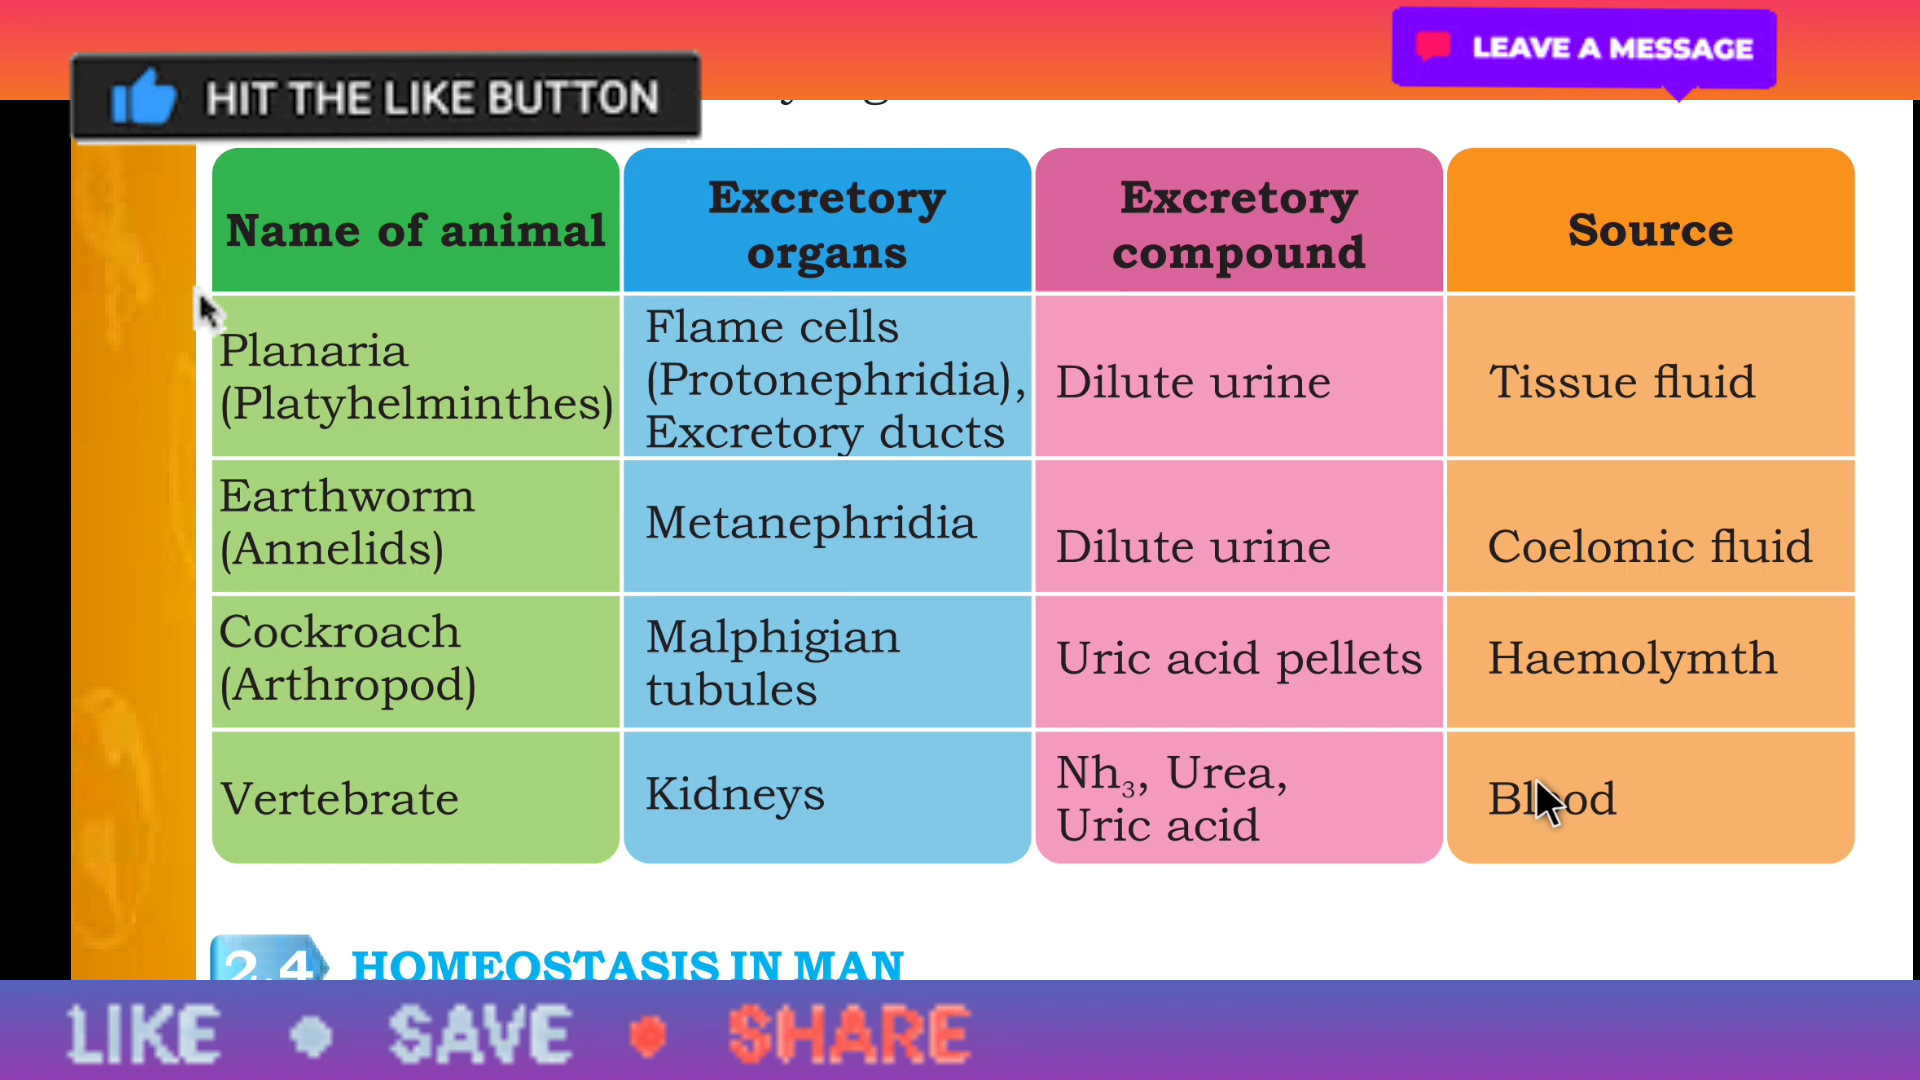 LEAVE A MESSAGE
HIT THE LIKE BUTTON
Name of animal
Excretory
organs
Excretory
compound
Source
Planaria
(Platyhelminthes)
Flame cells
(Protonephridia),
Excretory ducts
Dilute urine
Tissue fluid
Earthworm
(Annelids)
Metanephridia
Dilute urine
Coelomic fluid
Cockroach
(Arthropod)
Malphigian
tubules
Uric acid pellets
Haemolymth
Vertebrate
Kidneys
Nh₃, Urea,
Uric acid
Blood
2.4 HOMEOSTASIS IN MAN
LIKE SAVE SHARE